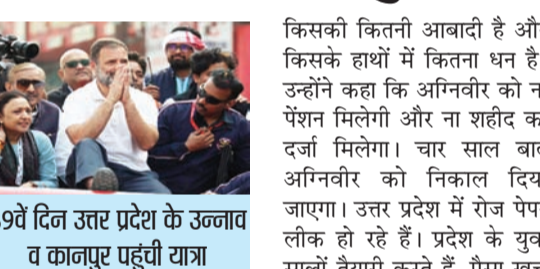 वें दिन उत्तर प्रदेश के उन्नाव
व कानपुर पहुंची यात्रा
किसकी कितनी आबादी है
किसके हाथों में कितना धन है
उन्होंने कहा कि अग्निवीर को
पेंशन मिलेगी और ना शहीद
दर्जा मिलेगा। चार साल
अग्निवीर को निकाल
जाएगा। उत्तर प्रदेश में रोज
लीक हो रहे हैं। प्रदेश के